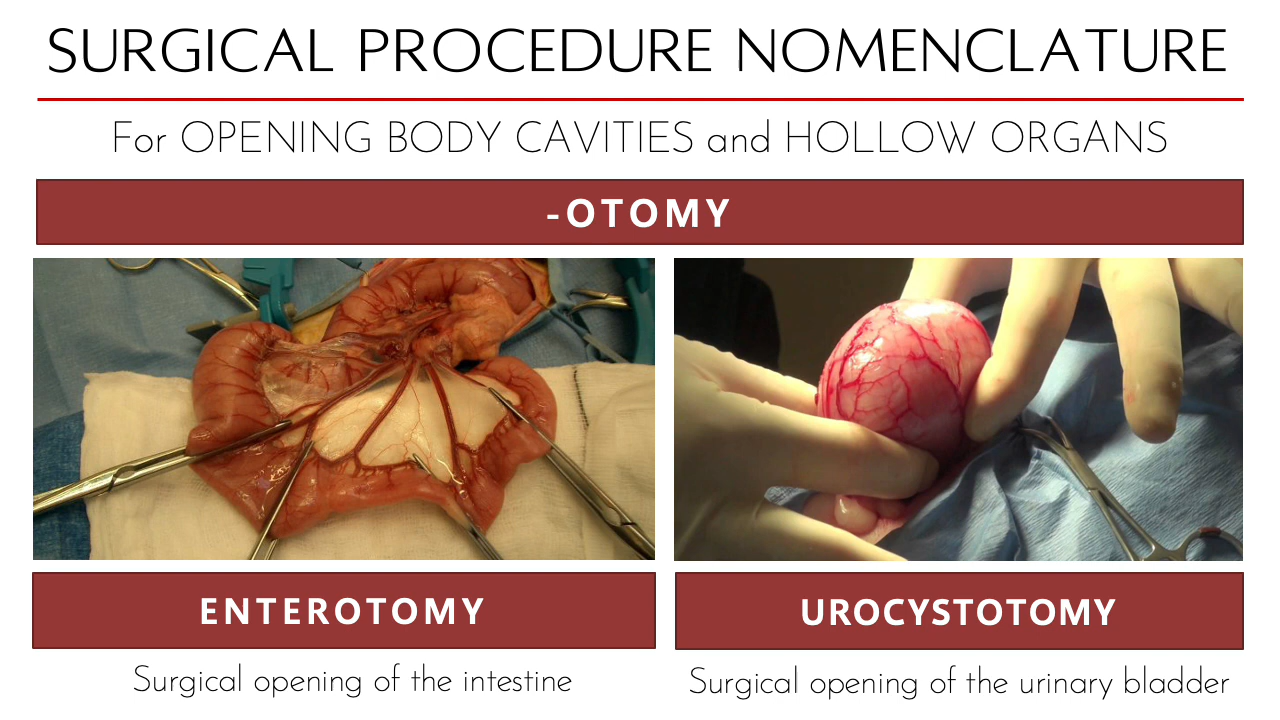 SURGICAL PROCEDURE NOMENCLATURE
For OPENING BODY CAVITIES and HOLLOW ORGANS
-OTOMY
ENTEROTOMY
UROCYSTOTOMY
Surgical opening of the intestine
Surgical opening of the urinary bladder